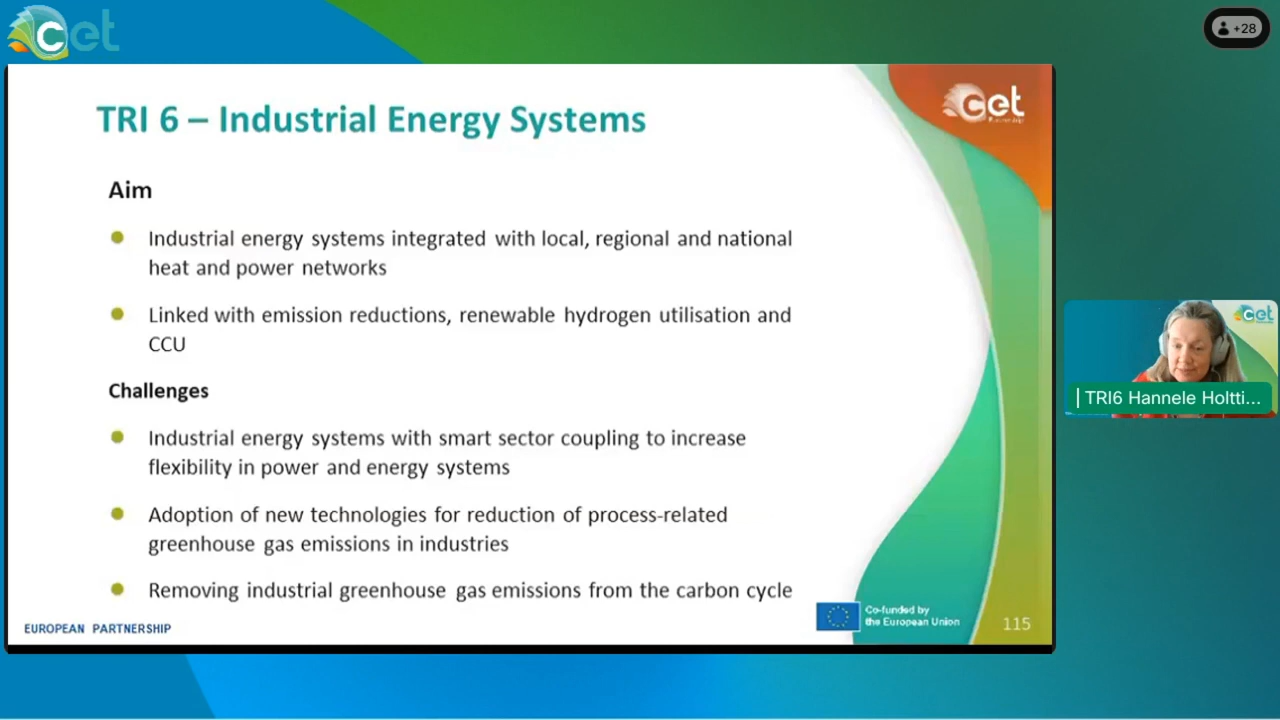 cet
+28
TRI 6 – Industrial Energy Systems
cet
Aim
Industrial energy systems integrated with local, regional and national
heat and power networks
Linked with emission reductions, renewable hydrogen utilisation and
CCU
Challenges
Industrial energy systems with smart sector coupling to increase
flexibility in power and energy systems
Adoption of new technologies for reduction of process-related
greenhouse gas emissions in industries
Removing industrial greenhouse gas emissions from the carbon cycle
EUROPEAN PARTNERSHIP
Co-funded by
the European Union
115
cet
TRI6 Hannele Holtti...